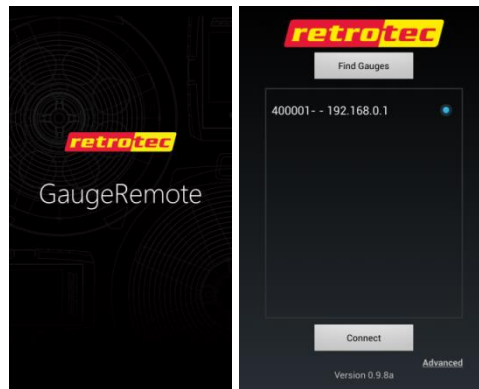 retrotec
GaugeRemote
retrotec
Find Gauges
400001- - 192.168.0.1
Connect
Advanced
Version 0.9.8a